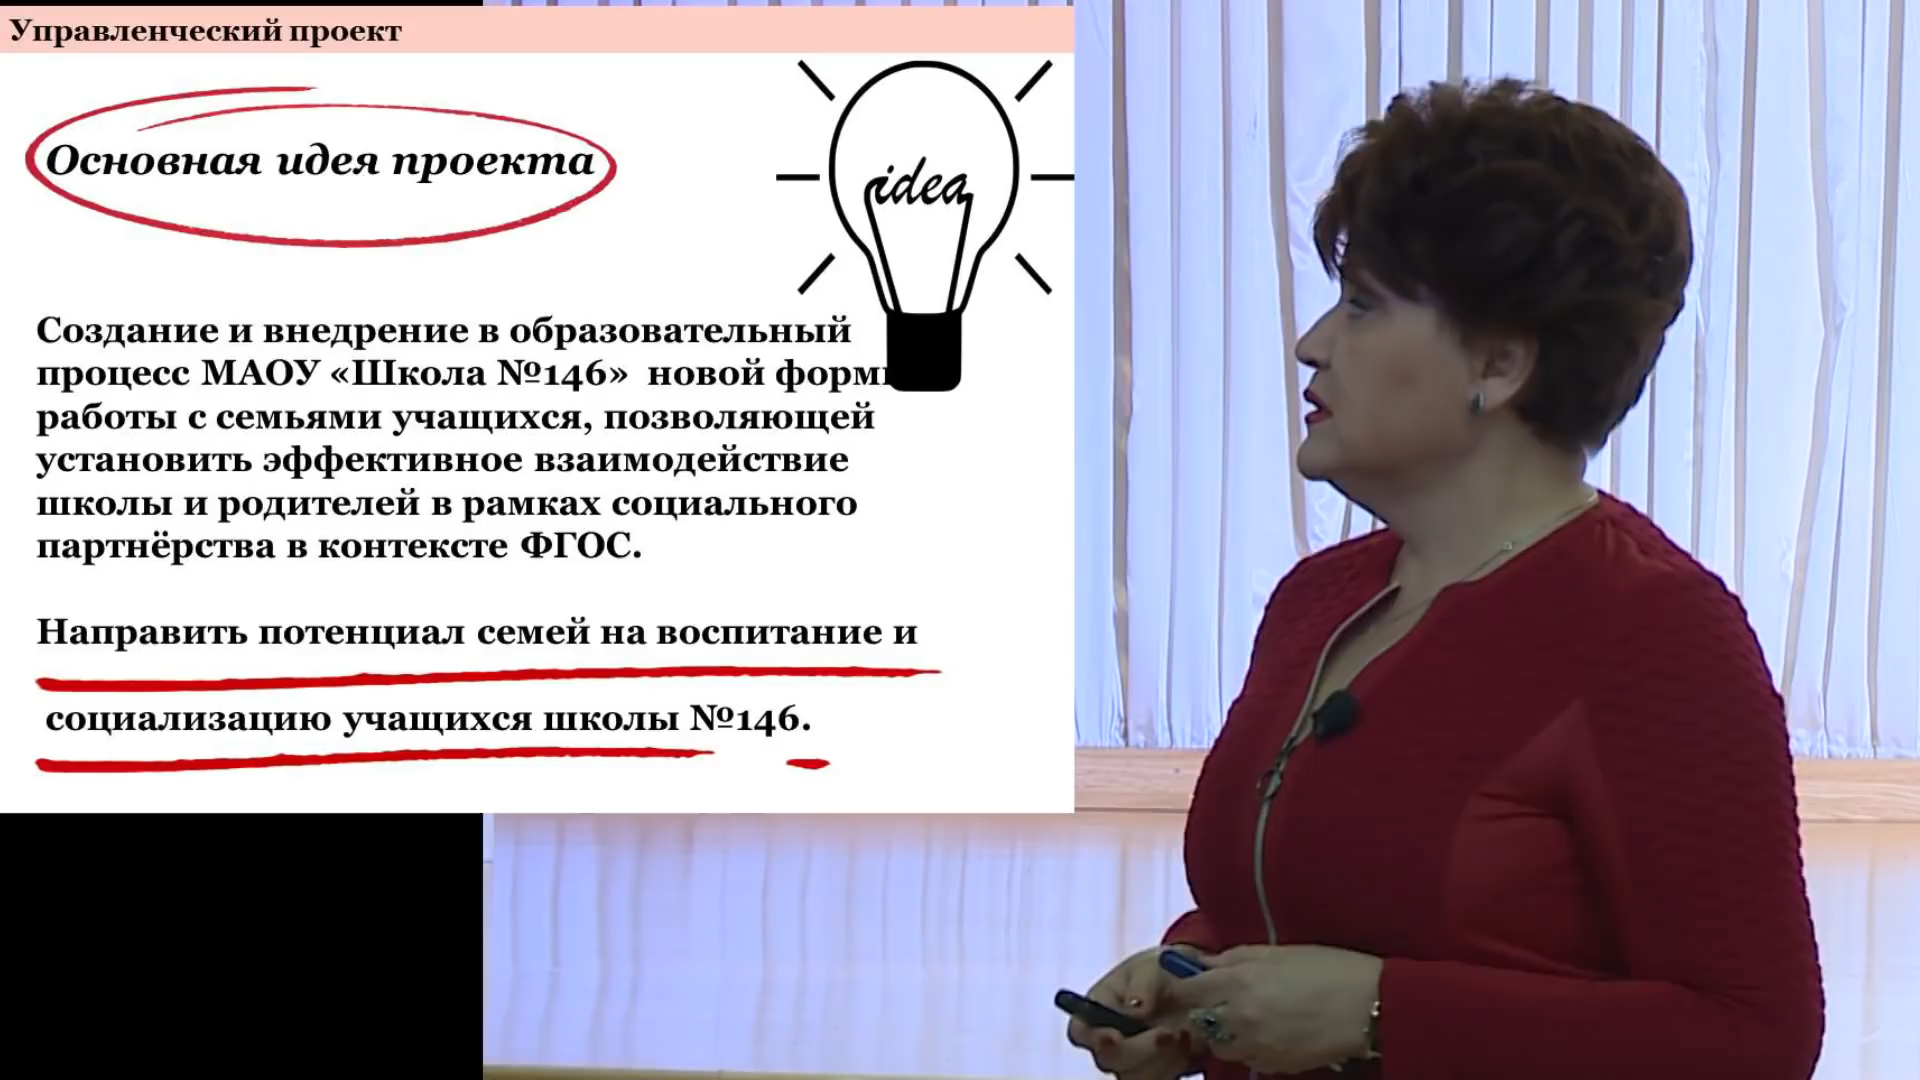 Управленческий проект
Основная идея проекта
idea
Создание и внедрение в образовательный
процесс МАОУ «Школа №146» новой формы
работы с семьями учащихся, позволяющей
установить эффективное взаимодействие
школы и родителей в рамках социального
партнёрства в контексте ФГОС.
Направить потенциал семей на воспитание и
социализацию учащихся школы №146.